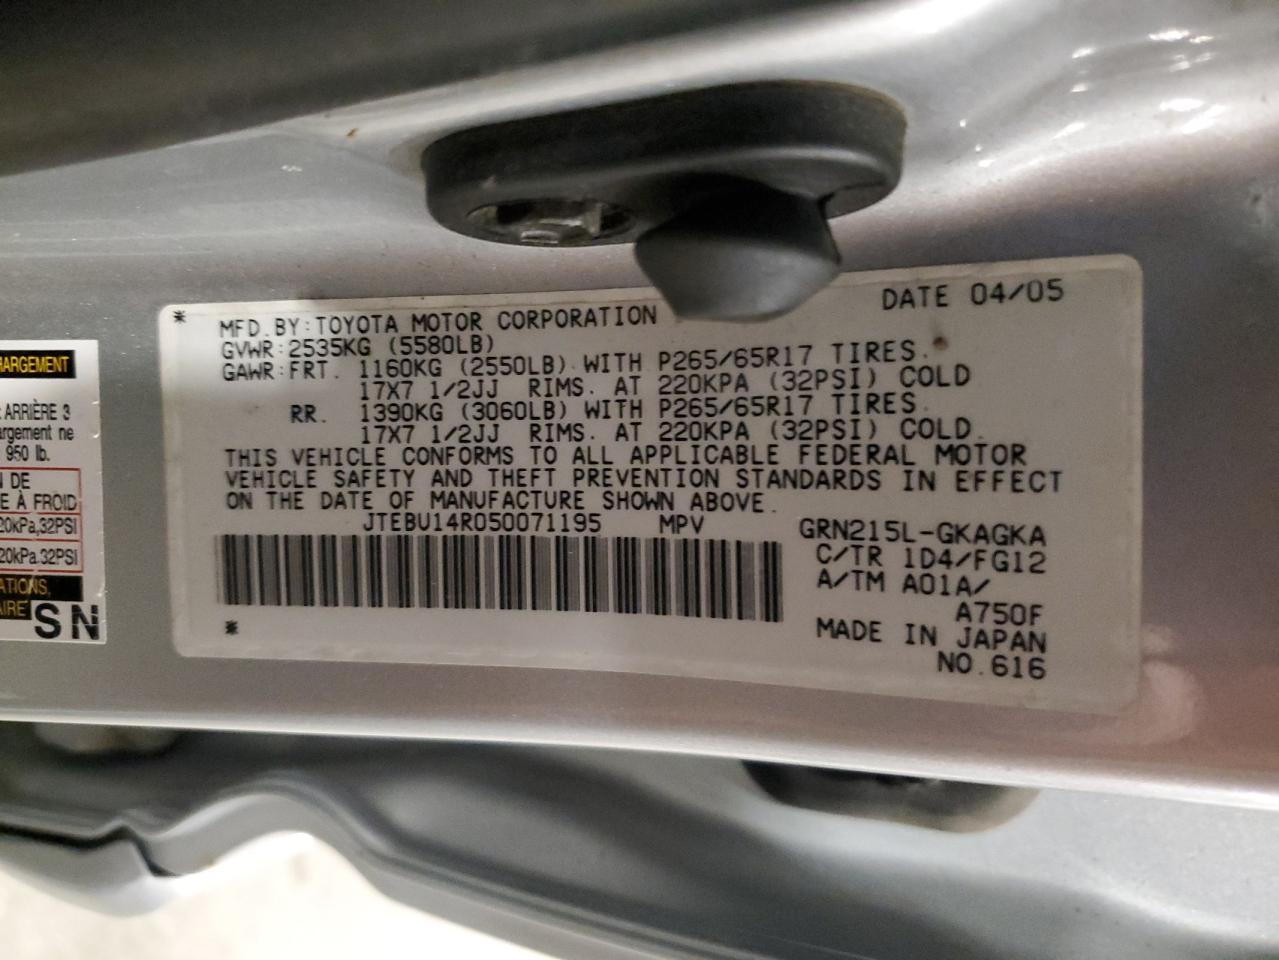 HARGEMENT
ARRIÈRE 3
argement ne
950 lb.
N DE
E À FROID
20kPa,32PSI
20kPa.32PSI
ATIONS,
AIRE
SN
* DATE 04/05
MFD.BY:TOYOTA MOTOR CORPORATION
GVWR:2535KG (5580LB)
GAWR:FRT. 1160KG (2550LB) WITH P265/65R17 TIRES.
17X7 1/2JJ RIMS. AT 220KPA (32PSI) COLD
RR. 1390KG (3060LB) WITH P265/65R17 TIRES.
17X7 1/2JJ RIMS. AT 220KPA (32PSI) COLD.
THIS VEHICLE CONFORMS TO ALL APPLICABLE FEDERAL MOTOR
VEHICLE SAFETY AND THEFT PREVENTION STANDARDS IN EFFECT
ON THE DATE OF MANUFACTURE SHOWN ABOVE.
JTEBU14R050071195 MPV GRN215L-GKAGKA
C/TR 1D4/FG12
A/TM A01A/
A750F
* MADE IN JAPAN
NO.616